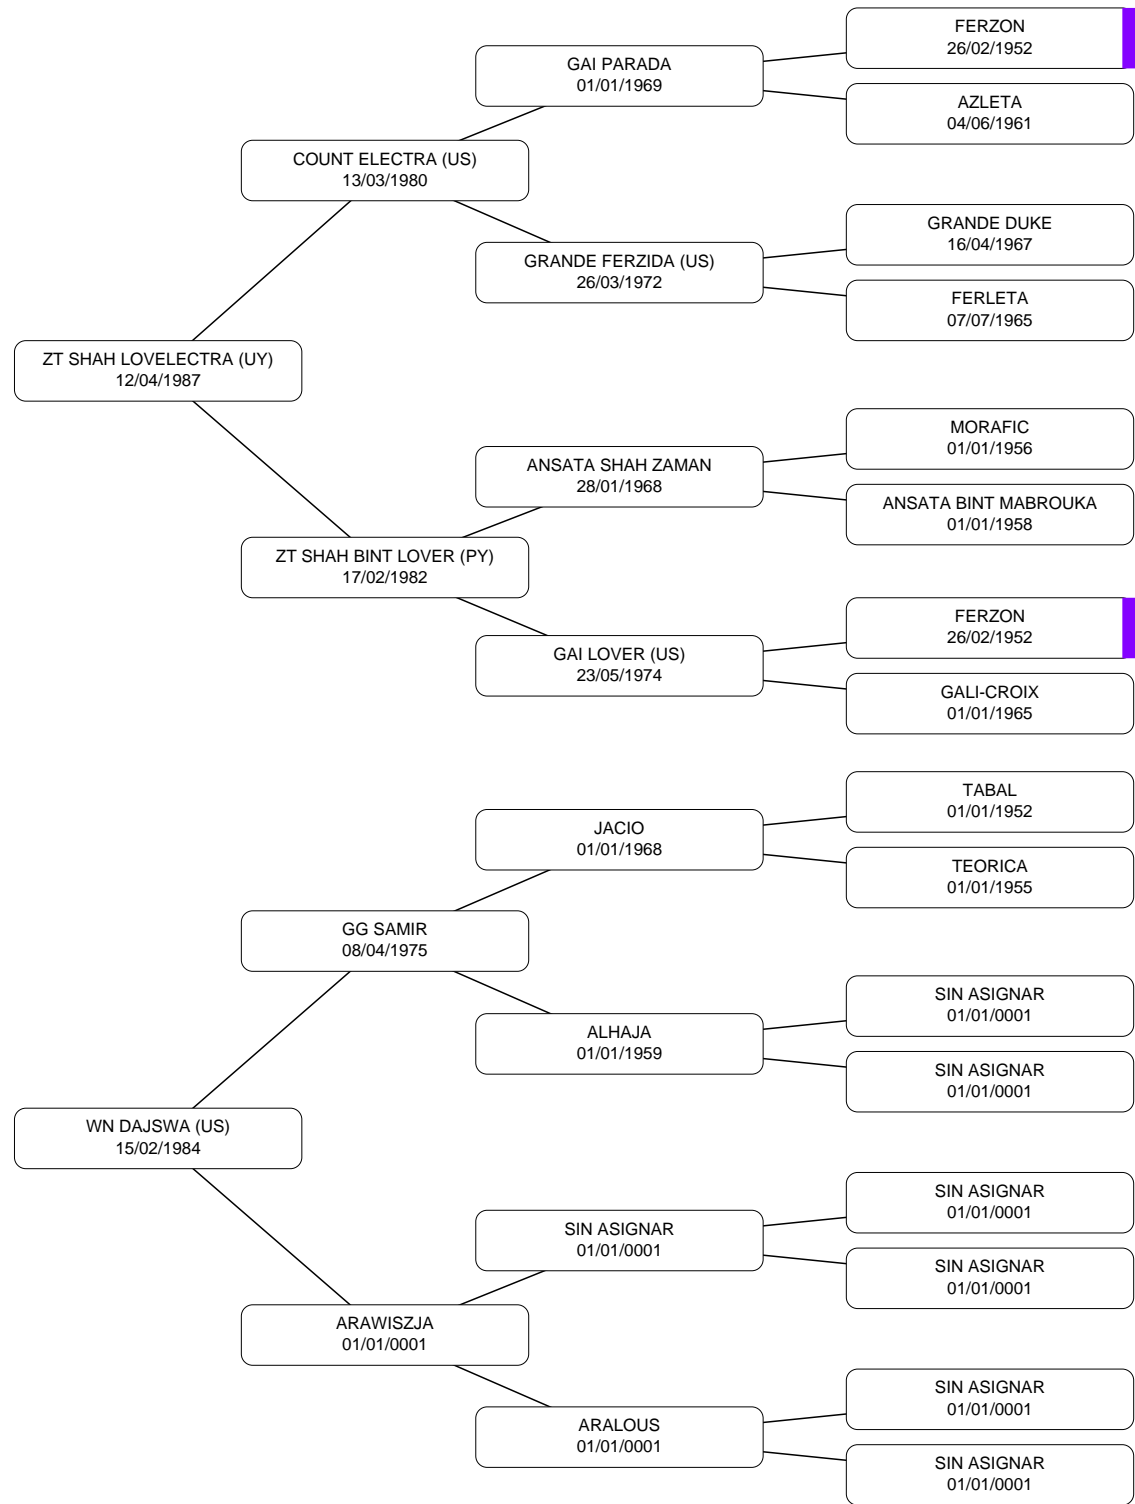 FERZON
26/02/1952
GAI PARADA
01/01/1969
AZLETA
04/06/1961
COUNT ELECTRA (US)
13/03/1980
GRANDE DUKE
16/04/1967
GRANDE FERZIDA (US)
26/03/1972
FERLETA
07/07/1965
ZT SHAH LOVELECTRA (UY)
12/04/1987
MORAFIC
01/01/1956
ANSATA SHAH ZAMAN
28/01/1968
ANSATA BINT MABROUKA
01/01/1958
ZT SHAH BINT LOVER (PY)
17/02/1982
FERZON
26/02/1952
GAI LOVER (US)
23/05/1974
GALI-CROIX
01/01/1965
TABAL
01/01/1952
JACIO
01/01/1968
TEORICA
01/01/1955
GG SAMIR
08/04/1975
SIN ASIGNAR
01/01/0001
ALHAJA
01/01/1959
SIN ASIGNAR
01/01/0001
WN DAJSWA (US)
15/02/1984
SIN ASIGNAR
01/01/0001
SIN ASIGNAR
01/01/0001
SIN ASIGNAR
01/01/0001
ARAWISZJA
01/01/0001
SIN ASIGNAR
01/01/0001
ARALOUS
01/01/0001
SIN ASIGNAR
01/01/0001